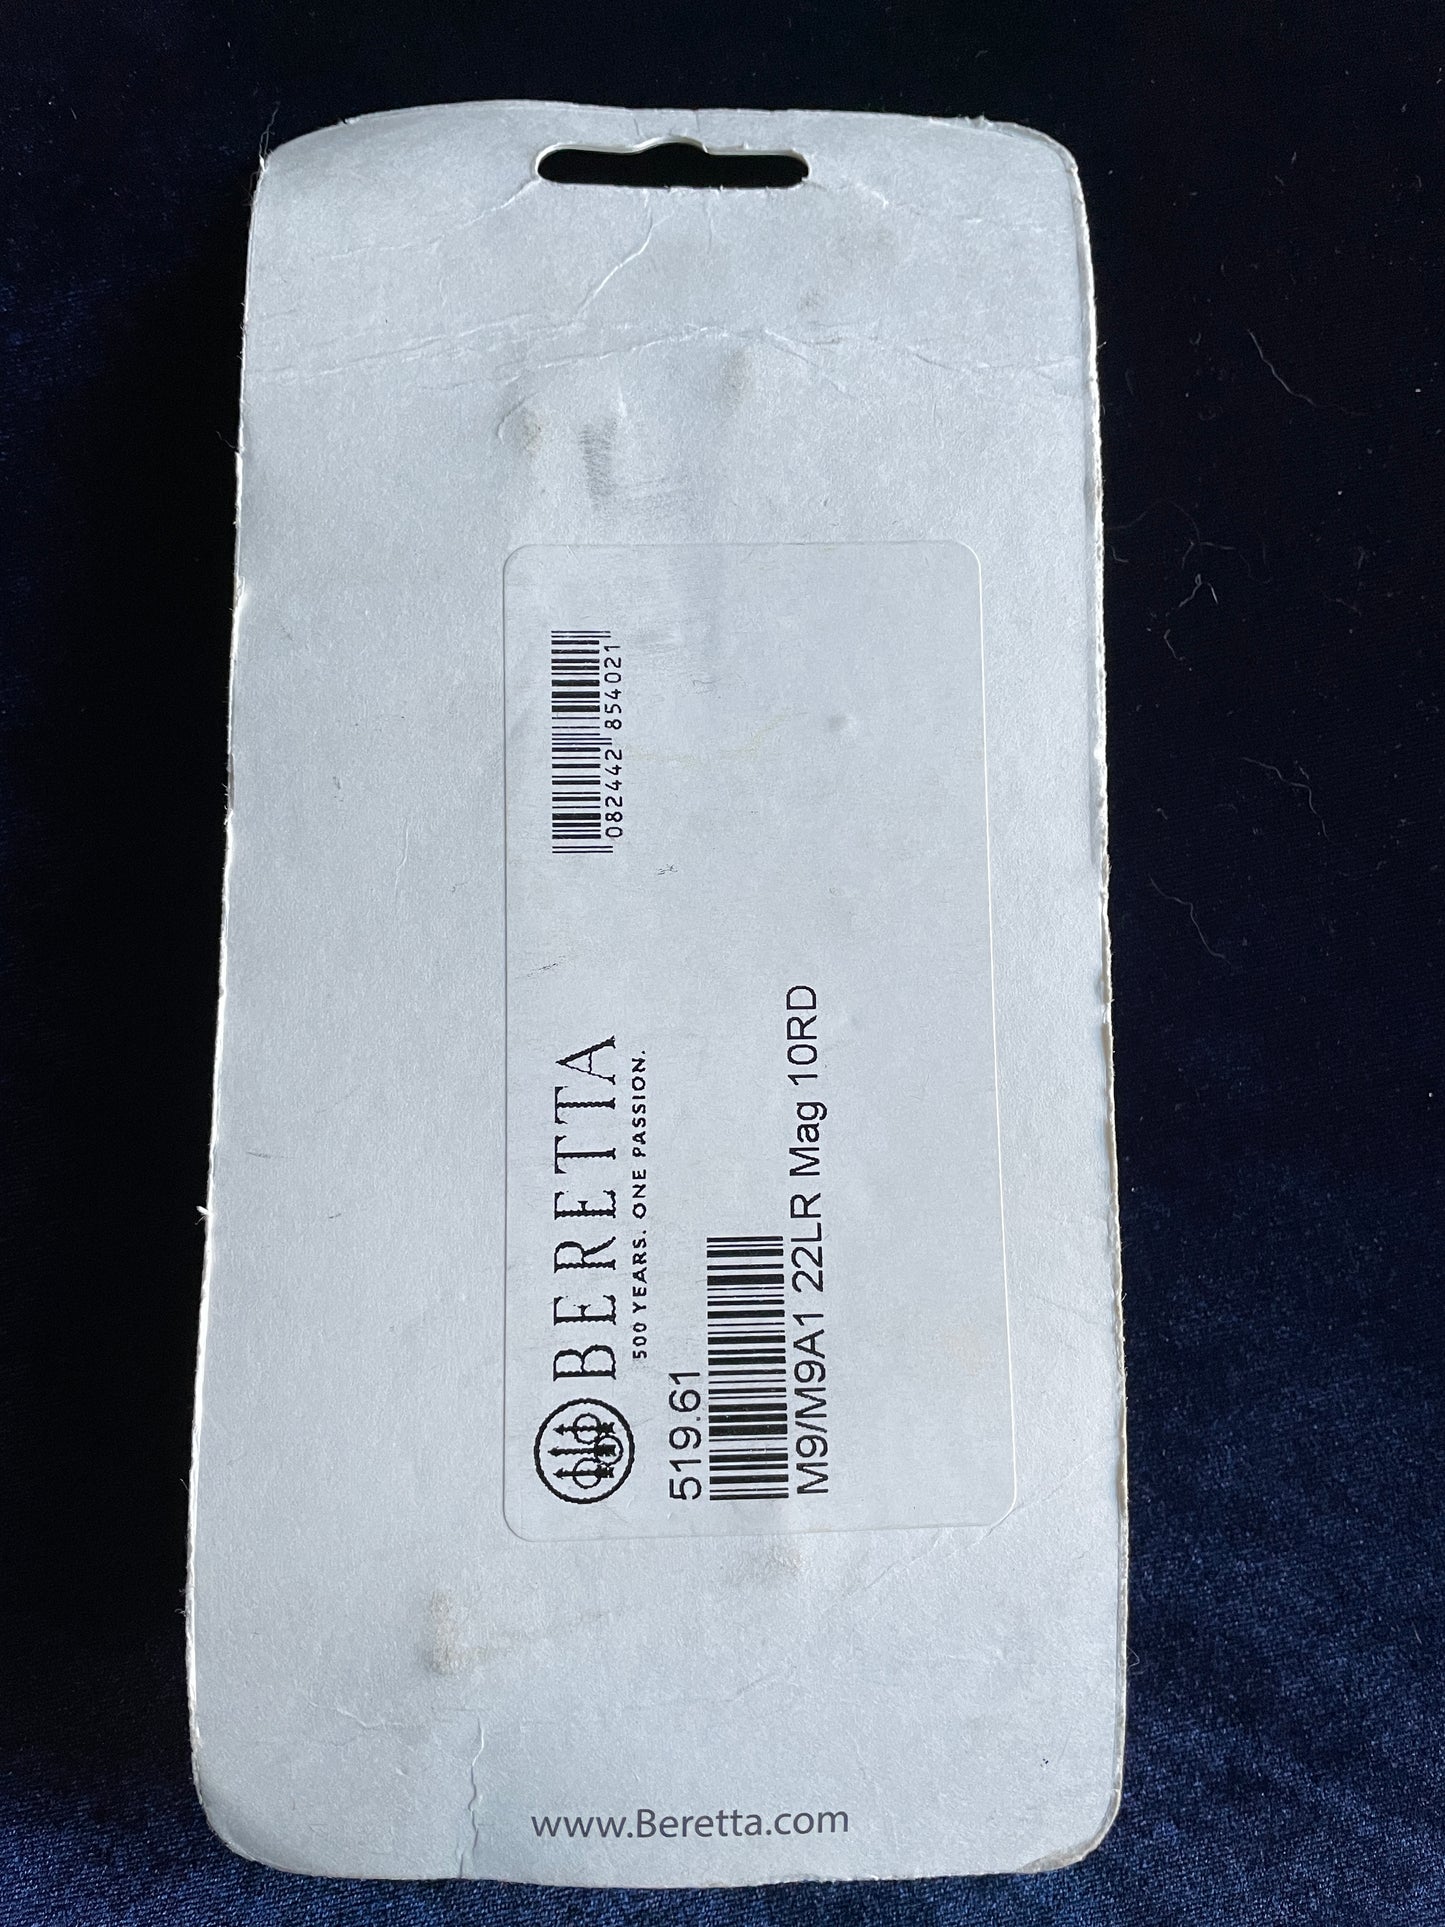 082442 854021
BERETTA
500 YEARS. ONE PASSION.
519.61
M9/M9A1 22LR Mag 10RD
www.Beretta.com